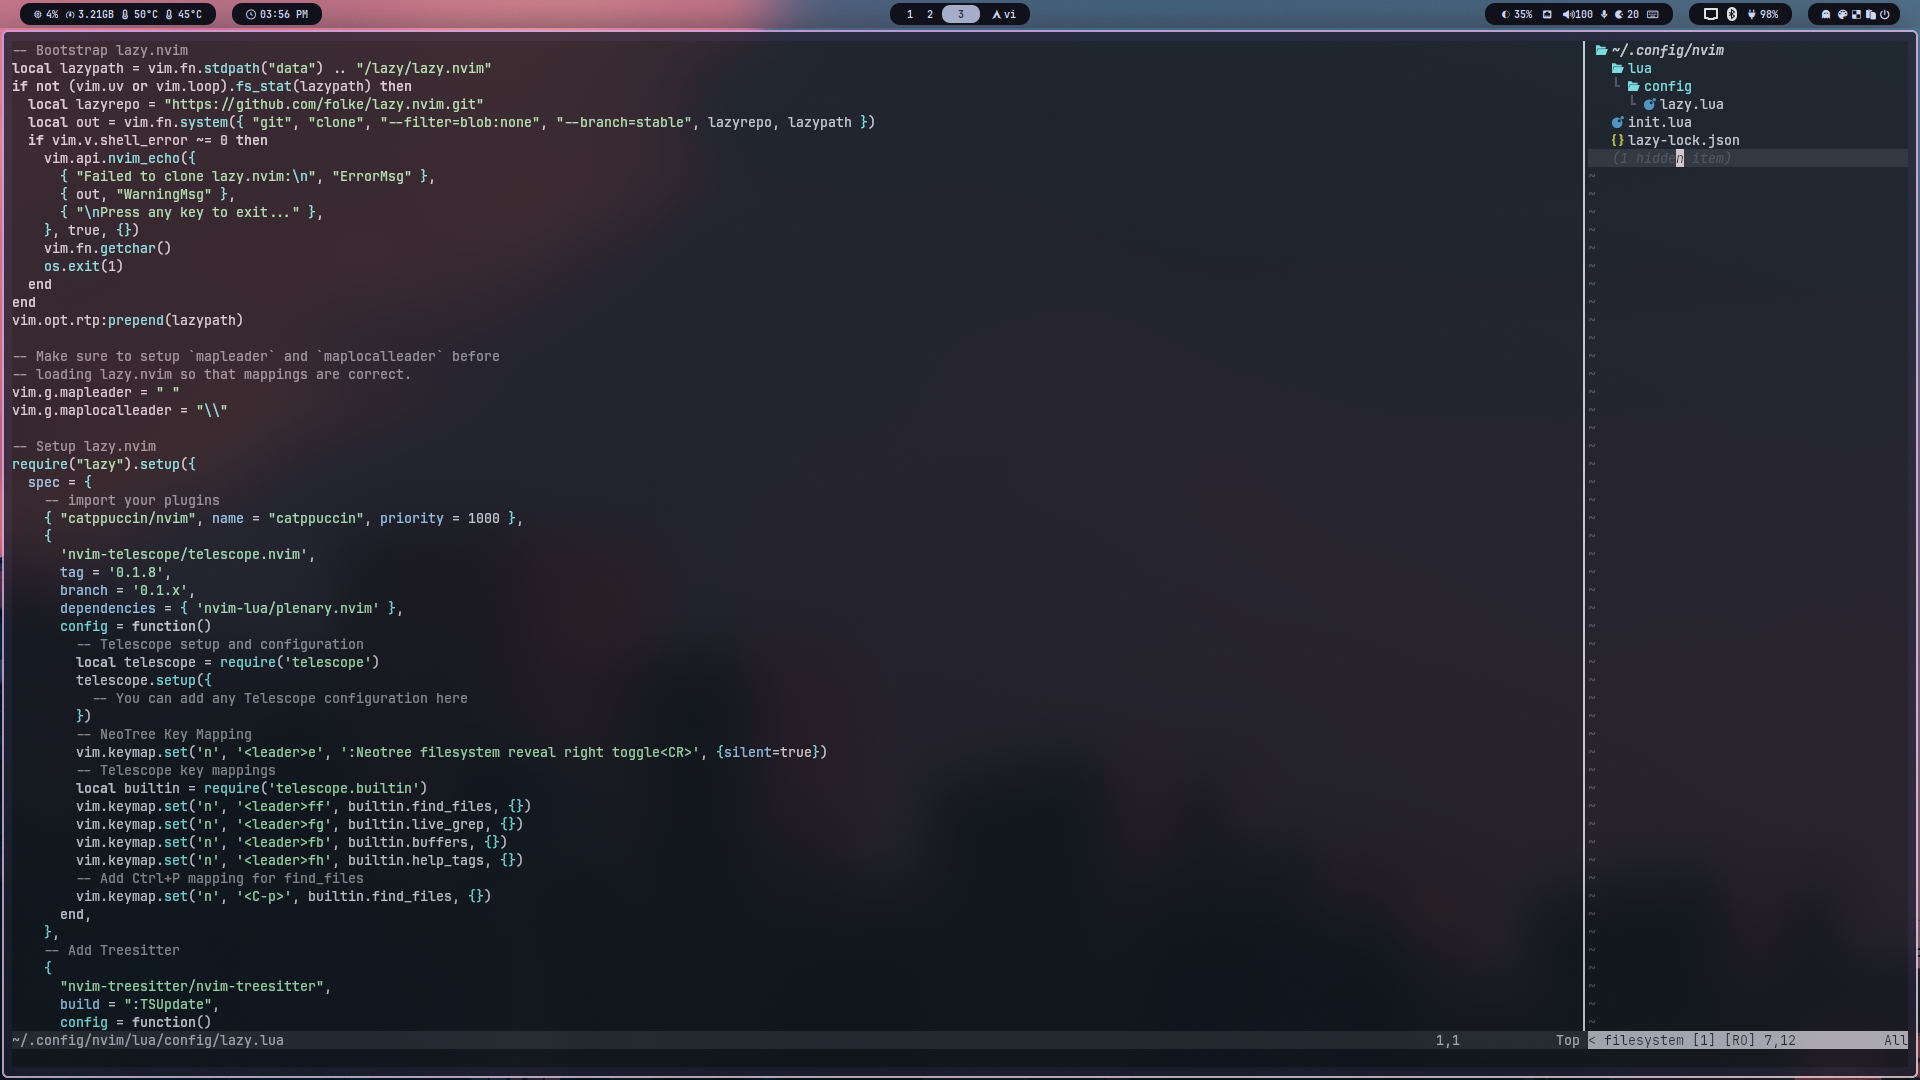 4% 3.21GB 50°C 45°C 03:56 PM 1 2 3 vi 35% 100 20 98%
-- Bootstrap lazy.nvim
local lazypath = vim.fn.stdpath("data") .. "/lazy/lazy.nvim"
if not (vim.uv or vim.loop).fs_stat(lazypath) then
  local lazyrepo = "https://github.com/folke/lazy.nvim.git"
  local out = vim.fn.system({ "git", "clone", "--filter=blob:none", "--branch=stable", lazyrepo, lazypath })
  if vim.v.shell_error ~= 0 then
    vim.api.nvim_echo({
      { "Failed to clone lazy.nvim:\n", "ErrorMsg" },
      { out, "WarningMsg" },
      { "\nPress any key to exit..." },
    }, true, {})
    vim.fn.getchar()
    os.exit(1)
  end
end
vim.opt.rtp:prepend(lazypath)

-- Make sure to setup `mapleader` and `maplocalleader` before
-- loading lazy.nvim so that mappings are correct.
vim.g.mapleader = " "
vim.g.maplocalleader = "\\"

-- Setup lazy.nvim
require("lazy").setup({
  spec = {
    -- import your plugins
    { "catppuccin/nvim", name = "catppuccin", priority = 1000 },
    {
      'nvim-telescope/telescope.nvim',
      tag = '0.1.8',
      branch = '0.1.x',
      dependencies = { 'nvim-lua/plenary.nvim' },
      config = function()
        -- Telescope setup and configuration
        local telescope = require('telescope')
        telescope.setup({
          -- You can add any Telescope configuration here
        })
        -- NeoTree Key Mapping
        vim.keymap.set('n', '<leader>e', ':Neotree filesystem reveal right toggle<CR>', {silent=true})
        -- Telescope key mappings
        local builtin = require('telescope.builtin')
        vim.keymap.set('n', '<leader>ff', builtin.find_files, {})
        vim.keymap.set('n', '<leader>fg', builtin.live_grep, {})
        vim.keymap.set('n', '<leader>fb', builtin.buffers, {})
        vim.keymap.set('n', '<leader>fh', builtin.help_tags, {})
        -- Add Ctrl+P mapping for find_files
        vim.keymap.set('n', '<C-p>', builtin.find_files, {})
      end,
    },
    -- Add Treesitter
    {
      "nvim-treesitter/nvim-treesitter",
      build = ":TSUpdate",
      config = function()
~/.config/nvim/lua/config/lazy.lua 1,1 Top
~/.config/nvim
lua
config
lazy.lua
init.lua
{} lazy-lock.json
(1 hidden item)
< filesystem [1] [RO] 7,12 All